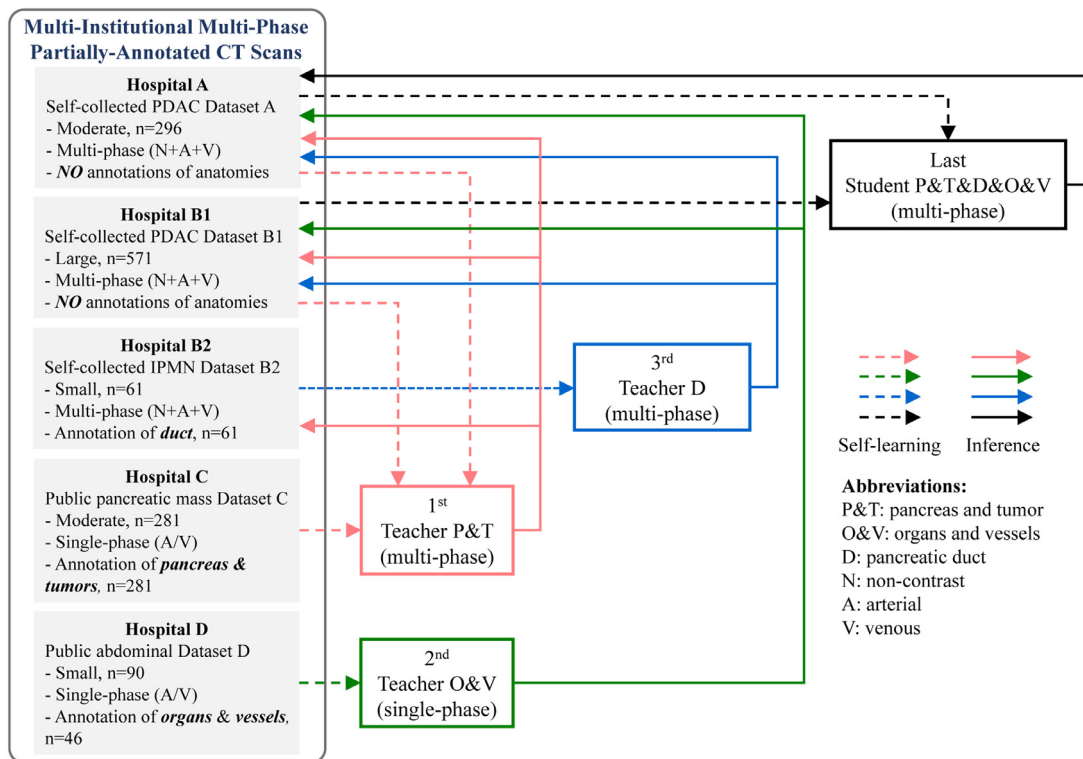 Multi-Institutional Multi-Phase
Partially-Annotated CT Scans
Hospital A
Self-collected PDAC Dataset A
- Moderate, n=296
- Multi-phase (N+A+V)
- NO annotations of anatomies
Hospital B1
Self-collected PDAC Dataset B1
- Large, n=571
- Multi-phase (N+A+V)
- NO annotations of anatomies
Hospital B2
Self-collected IPMN Dataset B2
- Small, n=61
- Multi-phase (N+A+V)
- Annotation of duct, n=61
Hospital C
Public pancreatic mass Dataset C
- Moderate, n=281
- Single-phase (A/V)
- Annotation of pancreas &
tumors, n=281
Hospital D
Public abdominal Dataset D
- Small, n=90
- Single-phase (A/V)
- Annotation of organs & vessels,
n=46
1st
Teacher P&T
(multi-phase)
2nd
Teacher O&V
(single-phase)
3rd
Teacher D
(multi-phase)
Last
Student P&T&D&O&V
(multi-phase)
Self-learning
Inference
Abbreviations:
P&T: pancreas and tumor
O&V: organs and vessels
D: pancreatic duct
N: non-contrast
A: arterial
V: venous